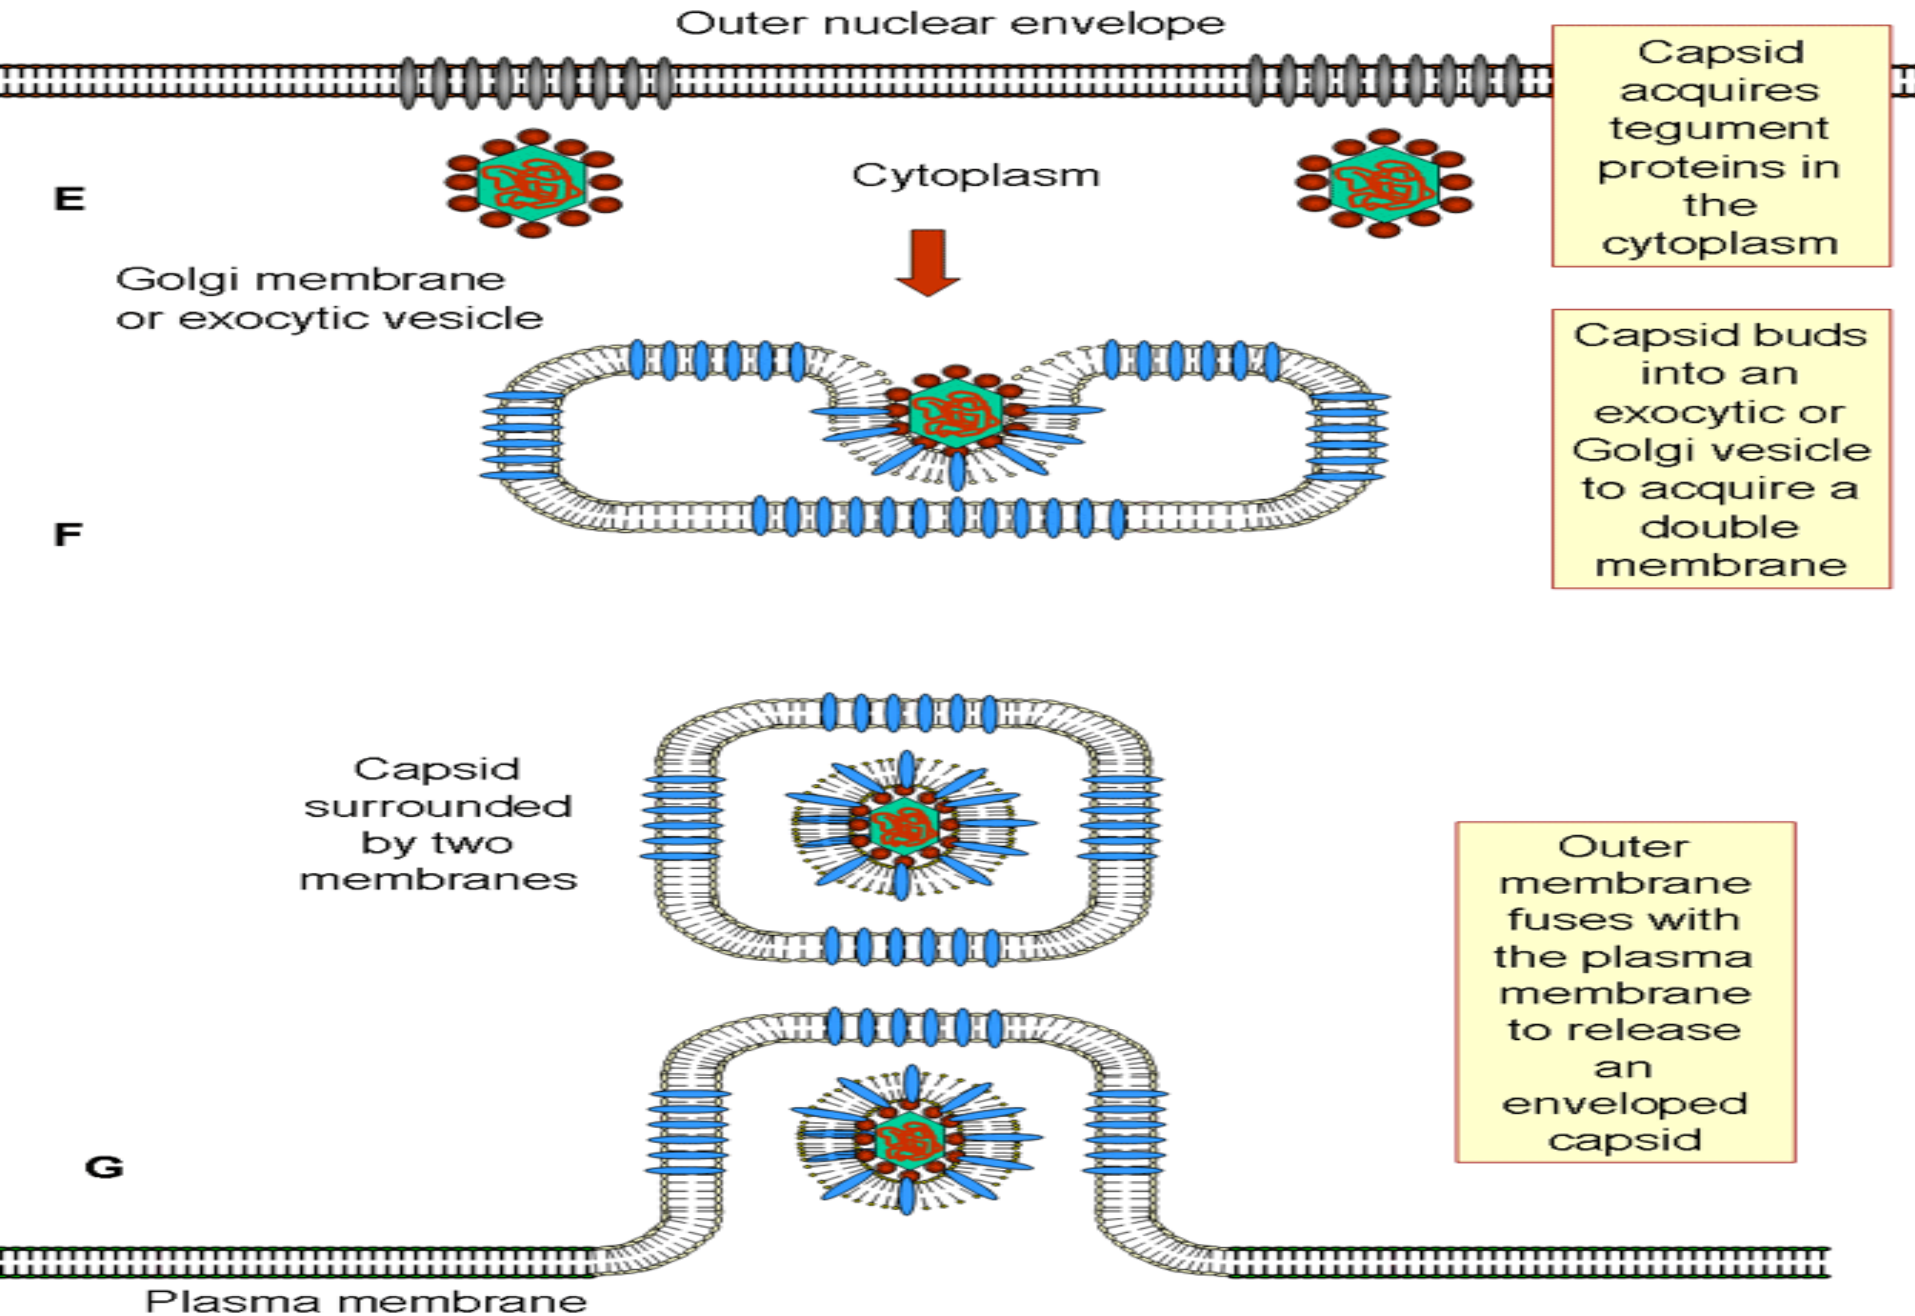 Outer nuclear envelope
Capsid
acquires
tegument
proteins in
the
cytoplasm
Cytoplasm
E
Golgi membrane
or exocytic vesicle
Capsid buds
into an
exocytic or
Golgi vesicle
to acquire a
double
membrane
F
Capsid
surrounded
by two
membranes
Outer
membrane
fuses with
the plasma
membrane
to release
an
enveloped
capsid
G
Plasma membrane